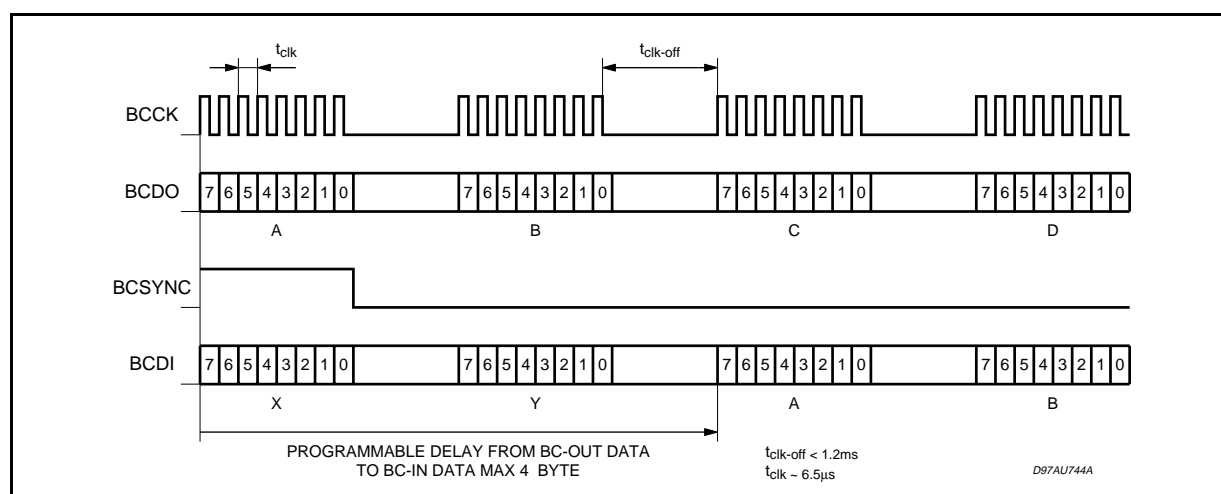 tclk
tclk-off
BCCK
BCDO
7 6 5 4 3 2 1 0
7 6 5 4 3 2 1 0
7 6 5 4 3 2 1 0
7 6 5 4 3 2 1 0
A
B
C
D
BCSYNC
BCDI
7 6 5 4 3 2 1 0
7 6 5 4 3 2 1 0
7 6 5 4 3 2 1 0
7 6 5 4 3 2 1 0
X
Y
A
B
PROGRAMMABLE DELAY FROM BC-OUT DATA
TO BC-IN DATA MAX 4 BYTE
tclk-off < 1.2ms
tclk ~ 6.5µs
D97AU744A